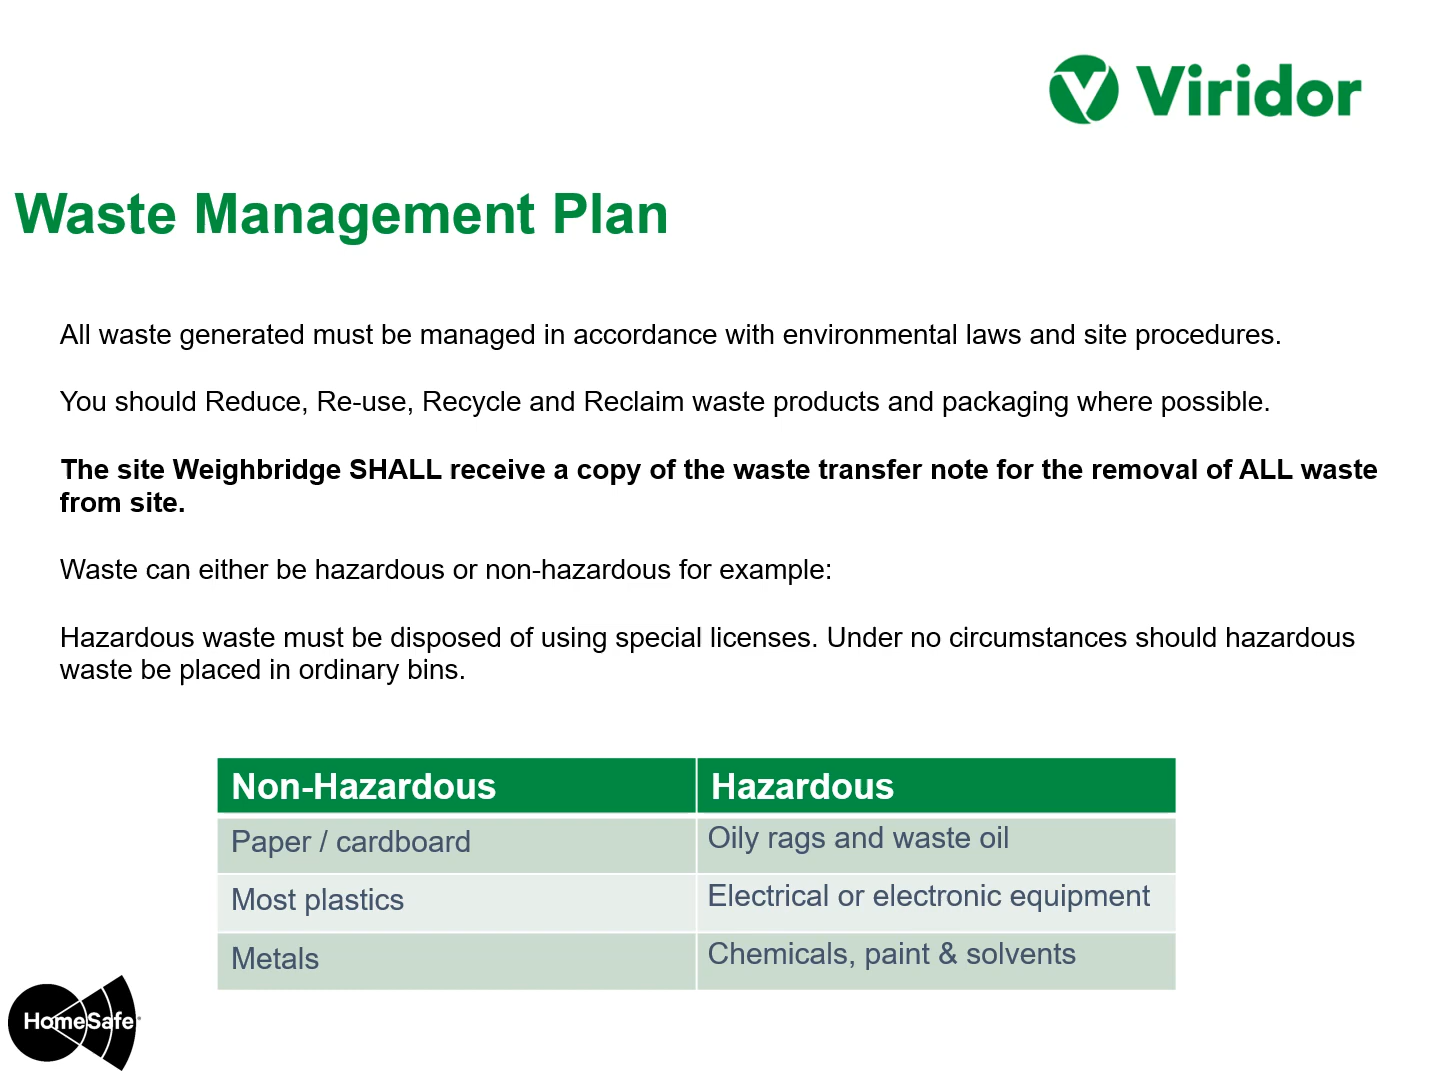 Viridor
Waste Management Plan
All waste generated must be managed in accordance with environmental laws and site procedures.
You should Reduce, Re-use, Recycle and Reclaim waste products and packaging where possible.
The site Weighbridge SHALL receive a copy of the waste transfer note for the removal of ALL waste
from site.
Waste can either be hazardous or non-hazardous for example:
Hazardous waste must be disposed of using special licenses. Under no circumstances should hazardous
waste be placed in ordinary bins.
Non-Hazardous Hazardous
Paper / cardboard Oily rags and waste oil
Most plastics Electrical or electronic equipment
Metals Chemicals, paint & solvents
HomeSafe